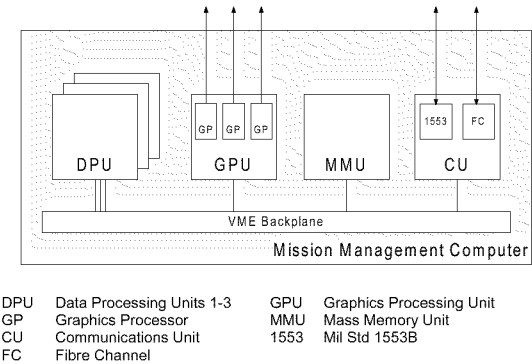 GP GP GP 1553 FC
DPU GPU MMU CU
VME Backplane
Mission Management Computer
DPU Data Processing Units 1-3 GPU Graphics Processing Unit
GP Graphics Processor MMU Mass Memory Unit
CU Communications Unit 1553 Mil Std 1553B
FC Fibre Channel